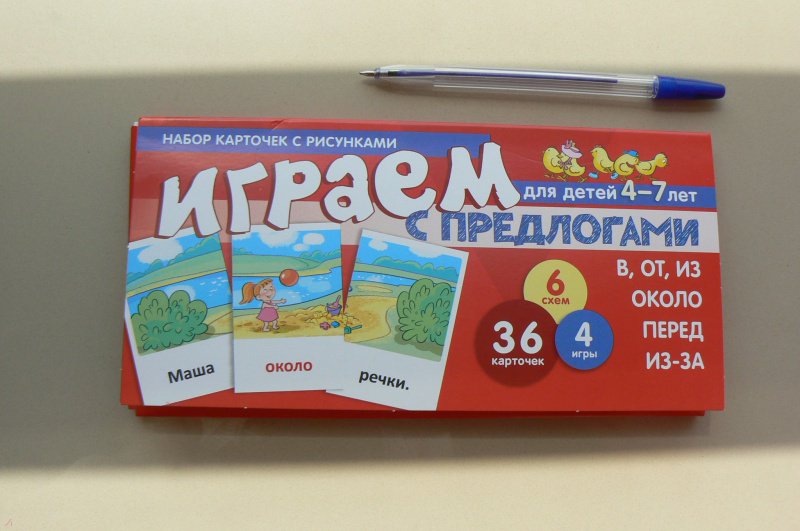 НАБОР КАРТОЧЕК С РИСУНКАМИ
ИГРАЕМ
для детей 4–7 лет
С ПРЕДЛОГАМИ
В, ОТ, ИЗ
ОКОЛО
ПЕРЕД
ИЗ-ЗА
6
схем
36
карточек
4
игры
Маша
около
речки.